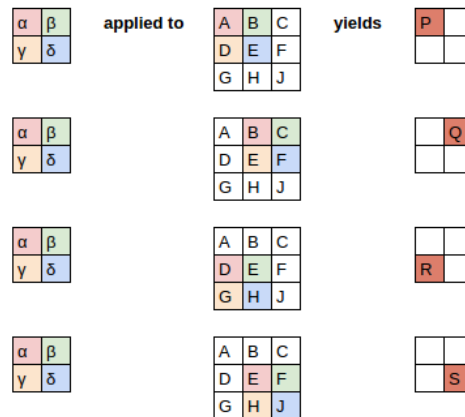 α β applied to A B C yields P
γ δ D E F
G H J
α β A B C Q
γ δ D E F
G H J
α β A B C
γ δ D E F R
G H J
α β A B C
γ δ D E F S
G H J